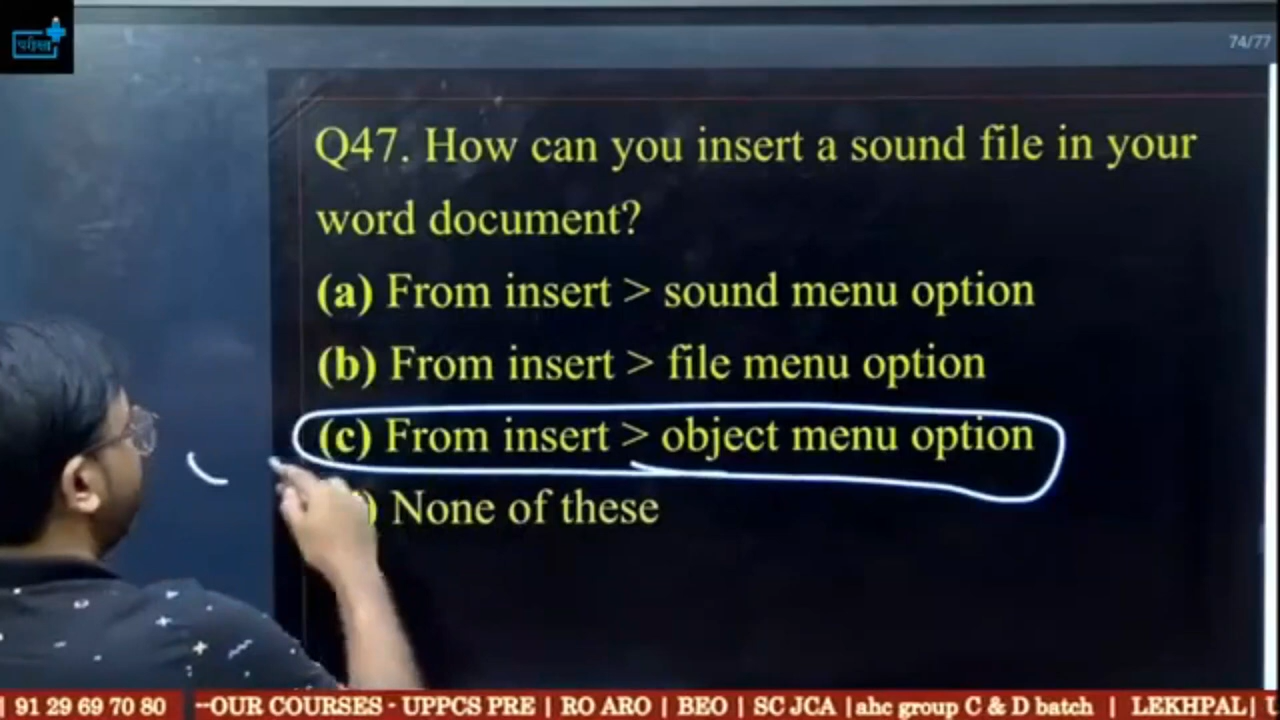 परीक्षा
74/77
Q47. How can you insert a sound file in your
word document?
(a) From insert > sound menu option
(b) From insert > file menu option
(c) From insert > object menu option
) None of these
| 91 29 69 70 80 --OUR COURSES - UPPCS PRE | RO ARO | BEO | SC JCA |ahc group C & D batch | LEKHPAL| U